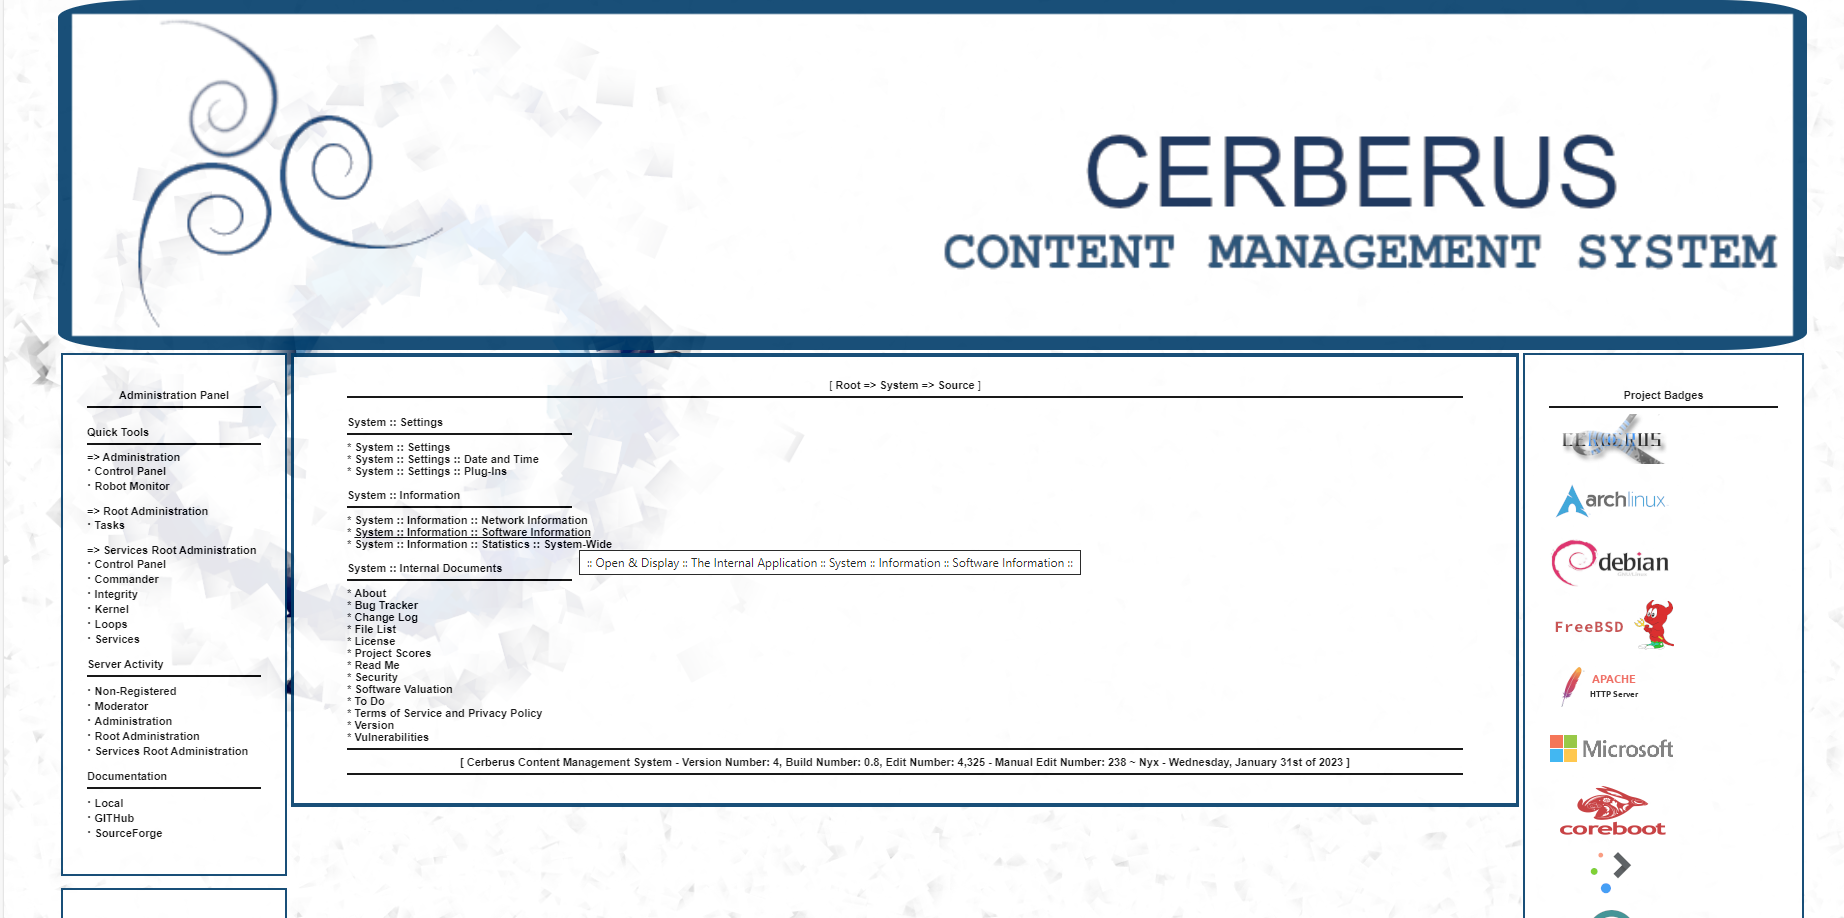 CERBERUS
CONTENT MANAGEMENT SYSTEM
Administration Panel
Quick Tools
=> Administration
· Control Panel
· Robot Monitor
=> Root Administration
· Tasks
=> Services Root Administration
· Control Panel
· Commander
· Integrity
· Kernel
· Loops
· Services
Server Activity
· Non-Registered
· Moderator
· Administration
· Root Administration
· Services Root Administration
Documentation
· Local
· GITHub
· SourceForge
[ Root => System => Source ]
System :: Settings
* System :: Settings
* System :: Settings :: Date and Time
* System :: Settings :: Plug-Ins
System :: Information
* System :: Information :: Network Information
* System :: Information :: Software Information
* System :: Information :: Statistics :: System-Wide
:: Open & Display :: The Internal Application :: System :: Information :: Software Information ::
System :: Internal Documents
* About
* Bug Tracker
* Change Log
* File List
* License
* Project Scores
* Read Me
* Security
* Software Valuation
* To Do
* Terms of Service and Privacy Policy
* Version
* Vulnerabilities
[ Cerberus Content Management System - Version Number: 4, Build Number: 0.8, Edit Number: 4,325 - Manual Edit Number: 238 ~ Nyx - Wednesday, January 31st of 2023 ]
Project Badges
CERBERUS
archlinux
debian
FreeBSD
APACHE
HTTP Server
Microsoft
coreboot